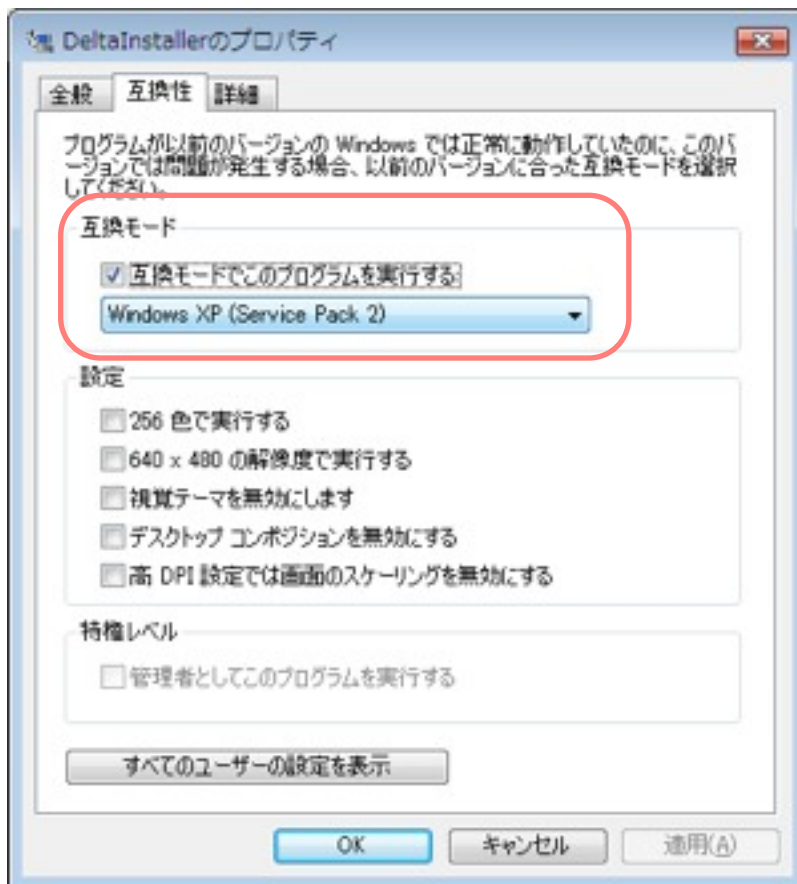 DeltaInstallerのプロパティ
全般 互換性 詳細
プログラムが以前のバージョンの Windows では正常に動作していたのに、このバ
ージョンでは問題が発生する場合、以前のバージョンに合った互換モードを選択
してください。
互換モード
互換モードでこのプログラムを実行する
Windows XP (Service Pack 2)
設定
256 色で実行する
640 x 480 の解像度で実行する
視覚テーマを無効にします
デスクトップ コンポジションを無効にする
高 DPI 設定では画面のスケーリングを無効にする
特権レベル
管理者としてこのプログラムを実行する
すべてのユーザーの設定を表示
OK キャンセル 適用(A)